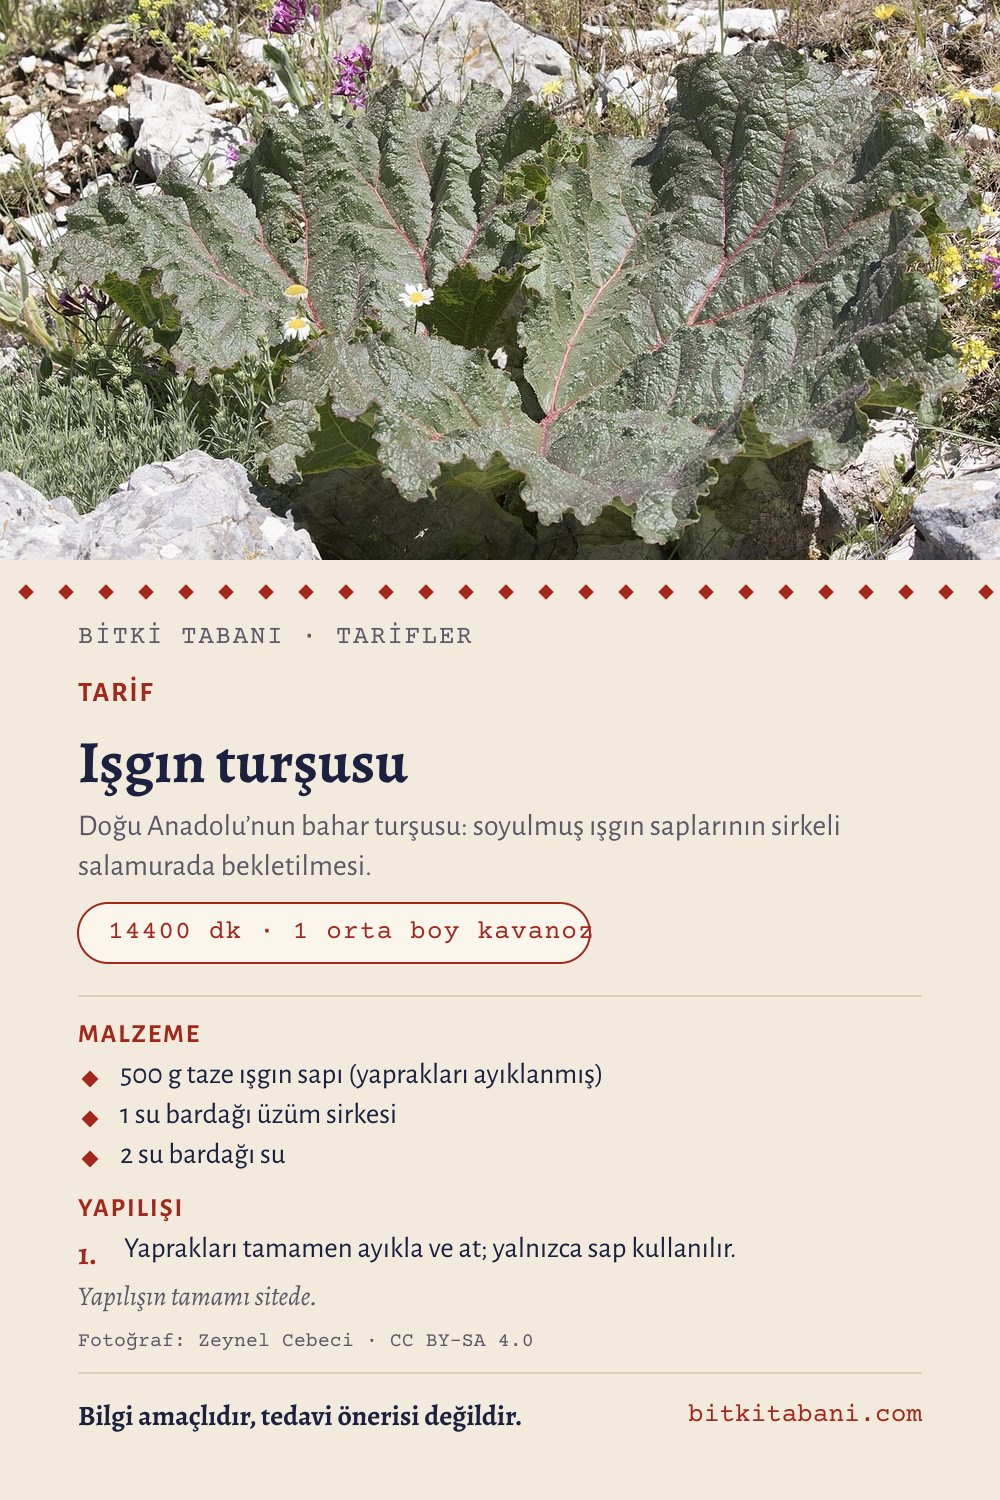 BİTKİ TABANI · TARİFLER
TARİF
Işgın turşusu
Doğu Anadolu’nun bahar turşusu: soyulmuş ışgın saplarının sirkeli
salamurada bekletilmesi.
14400 dk · 1 orta boy kavanoz
MALZEME
500 g taze ışgın sapı (yaprakları ayıklanmış)
1 su bardağı üzüm sirkesi
2 su bardağı su
YAPILIŞI
1. Yaprakları tamamen ayıkla ve at; yalnızca sap kullanılır.
Yapılışın tamamı sitede.
Fotoğraf: Zeynel Cebeci · CC BY-SA 4.0
Bilgi amaçlıdır, tedavi önerisi değildir.
bitkitabani.com